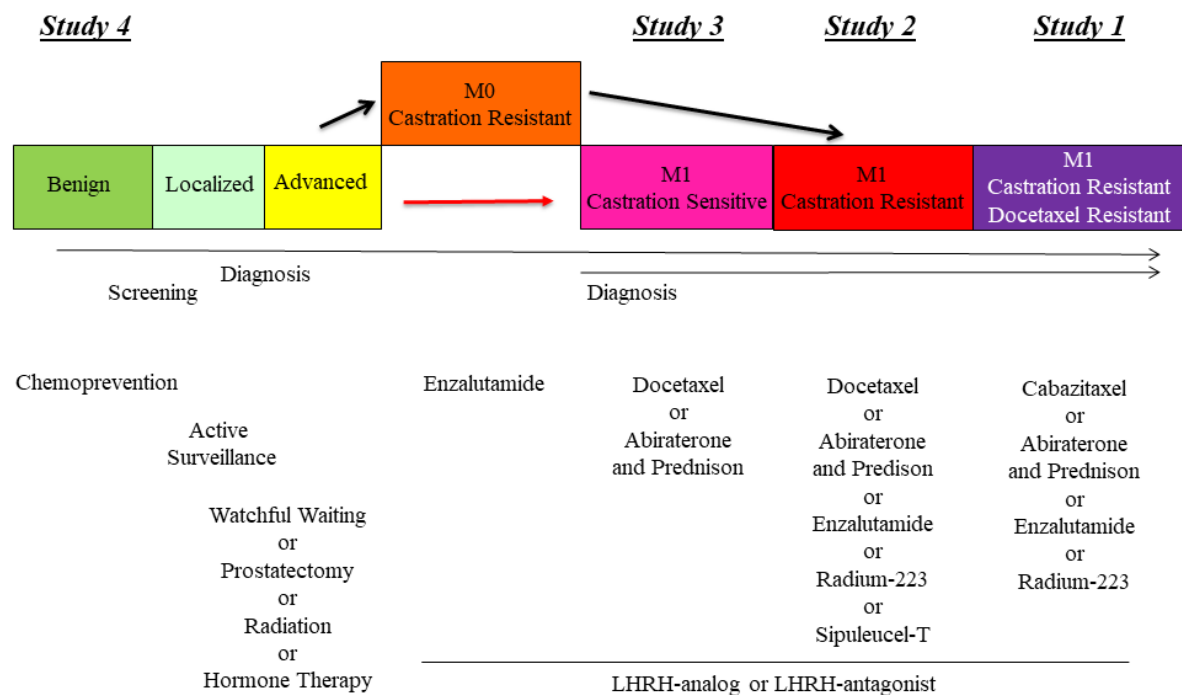 Study 4
Study 3
Study 2
Study 1
M0
Castration Resistant
Benign
Localized
Advanced
M1
Castration Sensitive
M1
Castration Resistant
M1
Castration Resistant
Docetaxel Resistant
Diagnosis
Screening
Diagnosis
Chemoprevention
Active
Surveillance
Watchful Waiting
or
Prostatectomy
or
Radiation
or
Hormone Therapy
Enzalutamide
Docetaxel
or
Abiraterone
and Prednison
Docetaxel
or
Abiraterone
and Predison
or
Enzalutamide
or
Radium-223
or
Sipuleucel-T
Cabazitaxel
or
Abiraterone
and Prednison
or
Enzalutamide
or
Radium-223
LHRH-analog or LHRH-antagonist